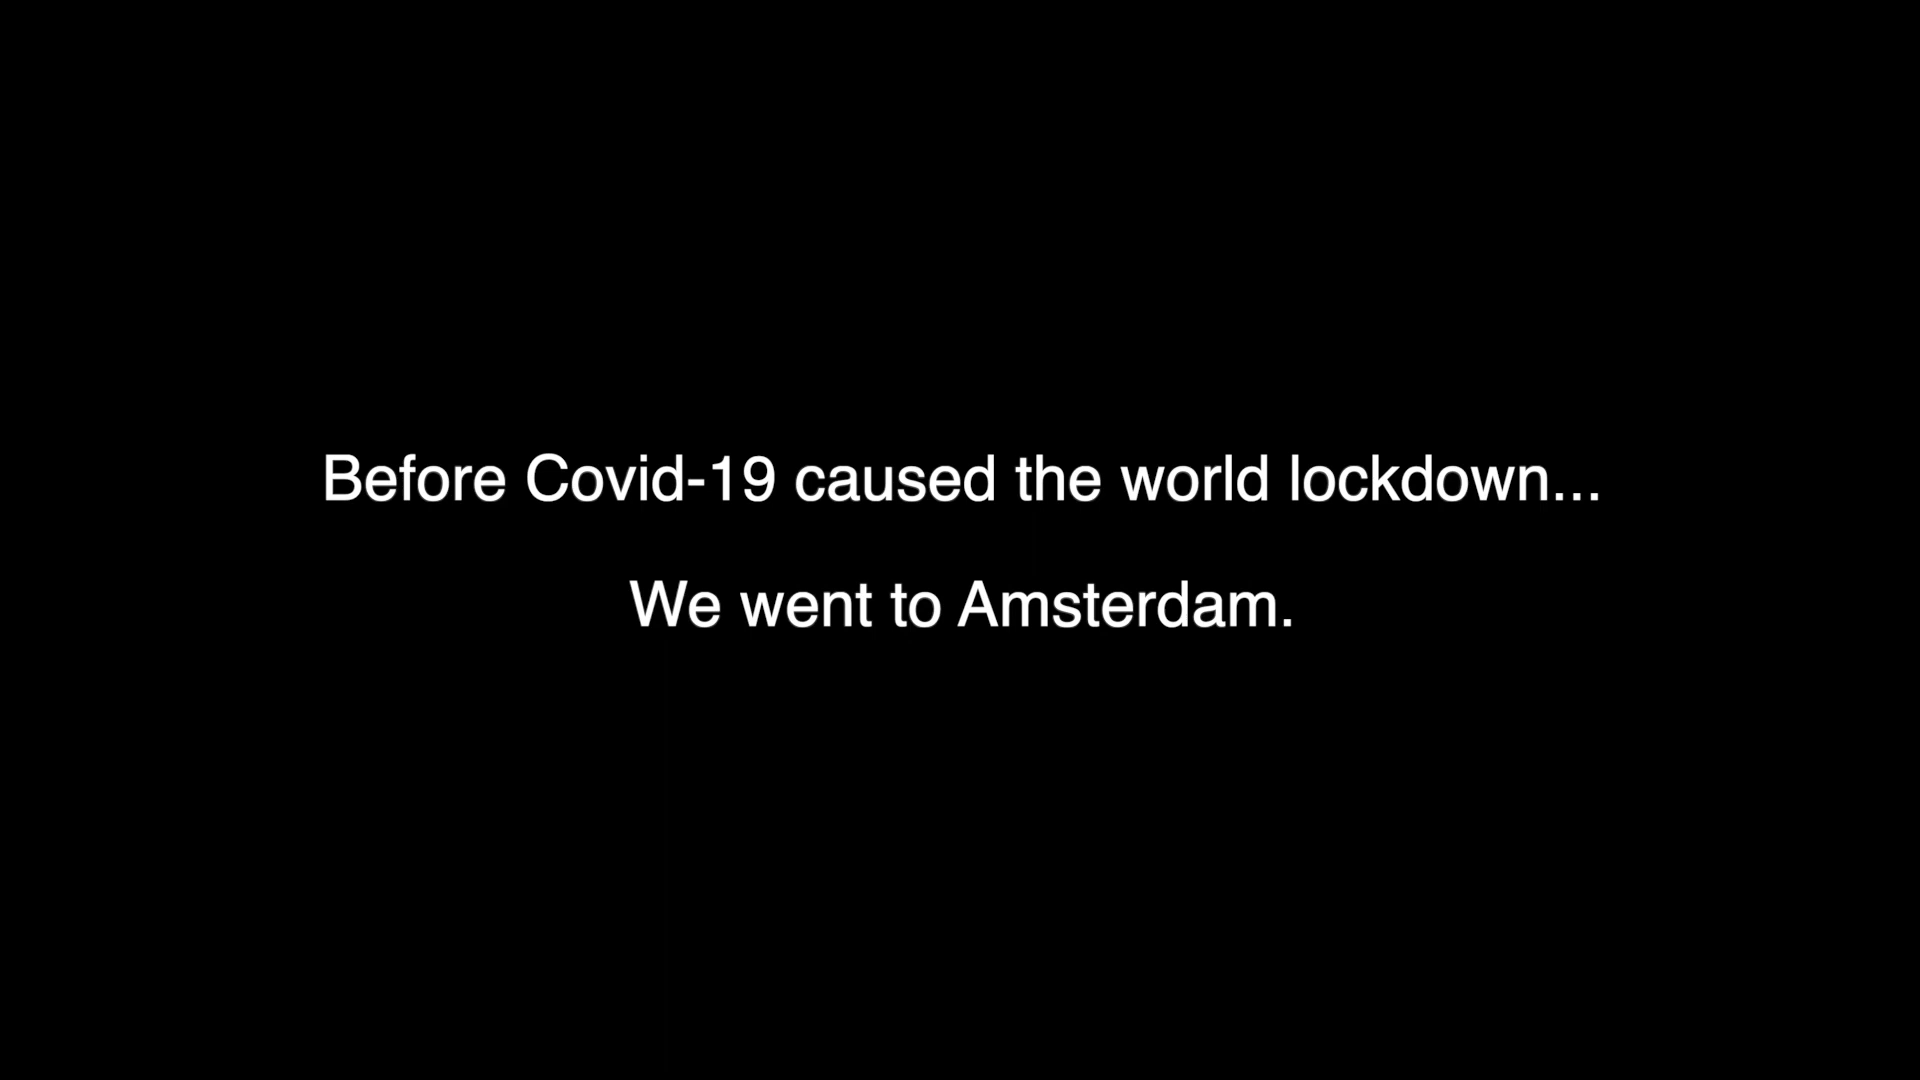 Before Covid-19 caused the world lockdown...
We went to Amsterdam.